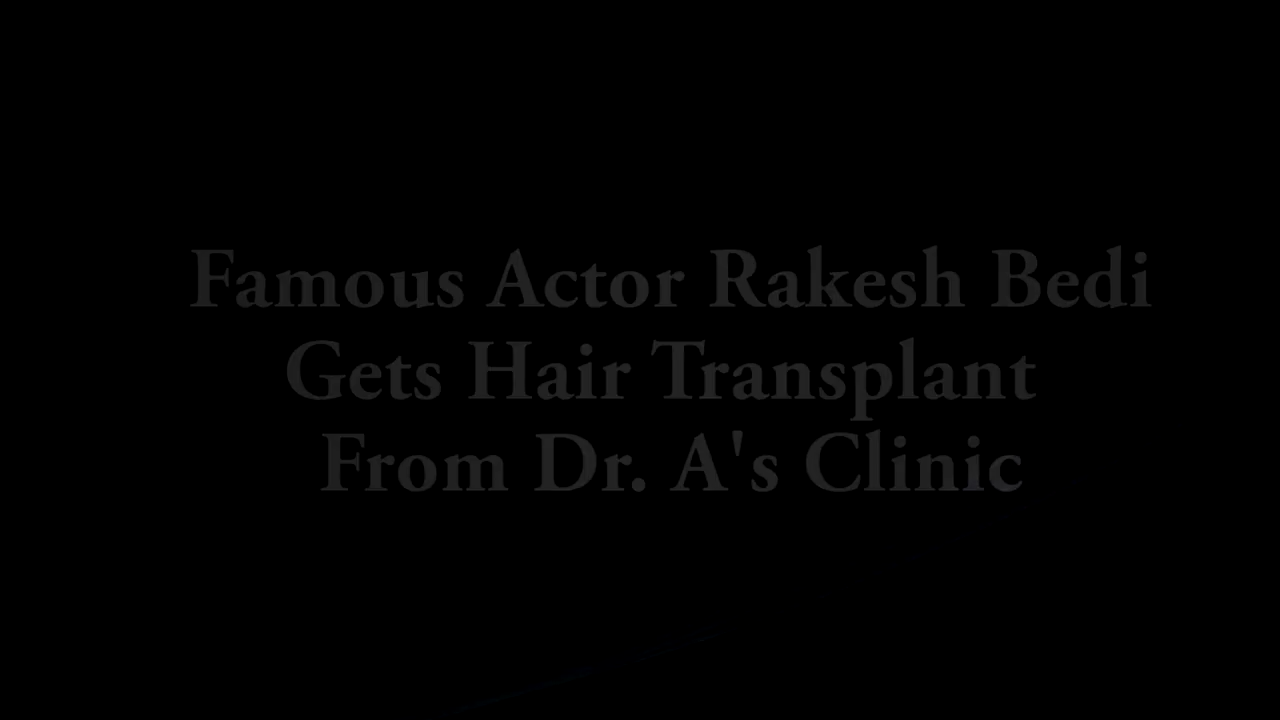 Famous Actor Rakesh Bedi
Gets Hair Transplant
From Dr. A's Clinic